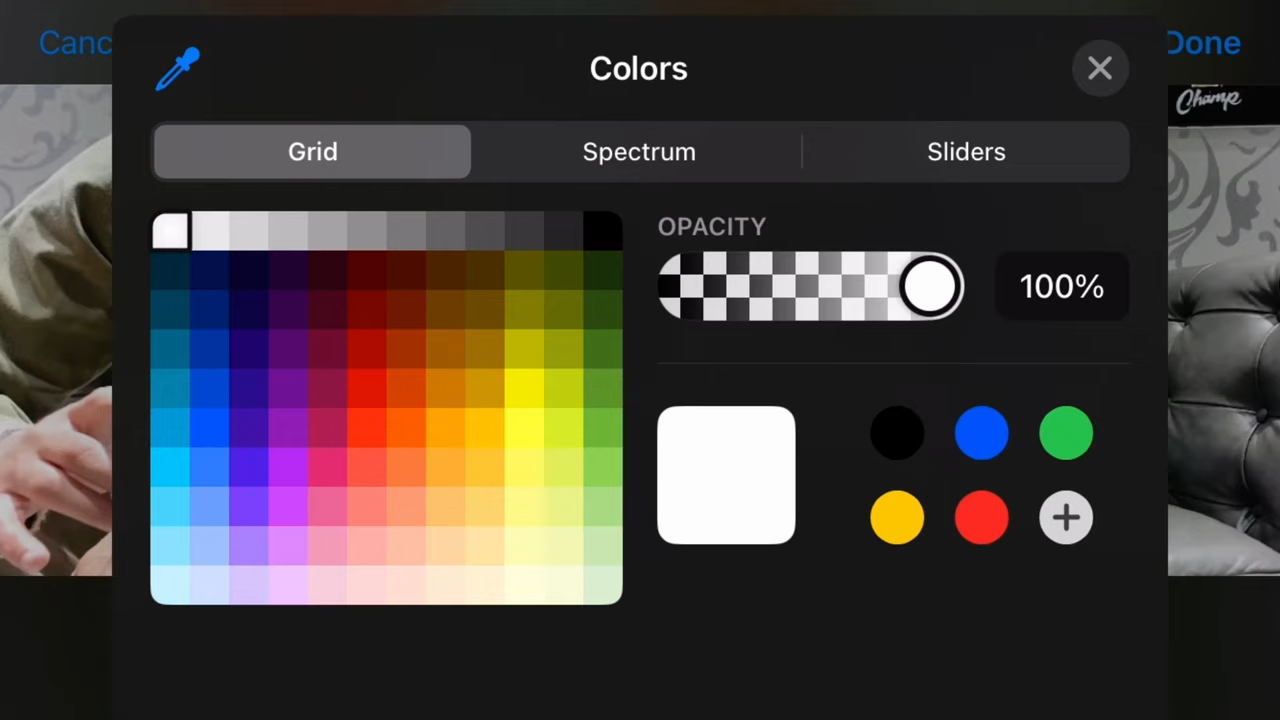 Canc
Colors
Done
Champ
Grid
Spectrum
Sliders
OPACITY
100%